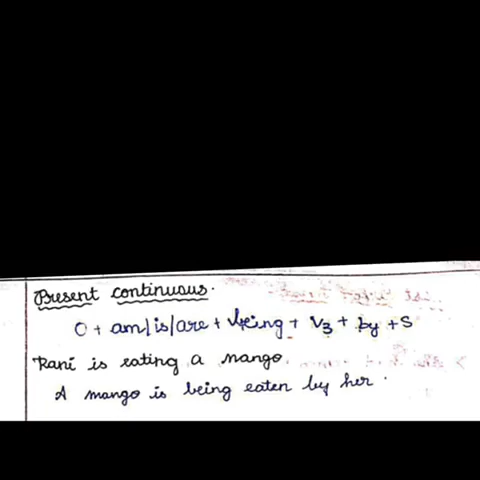 Present continuous.
O + am/is/are + being + V3 + by + S
Rani is eating a mango.
A mango is being eaten by her.